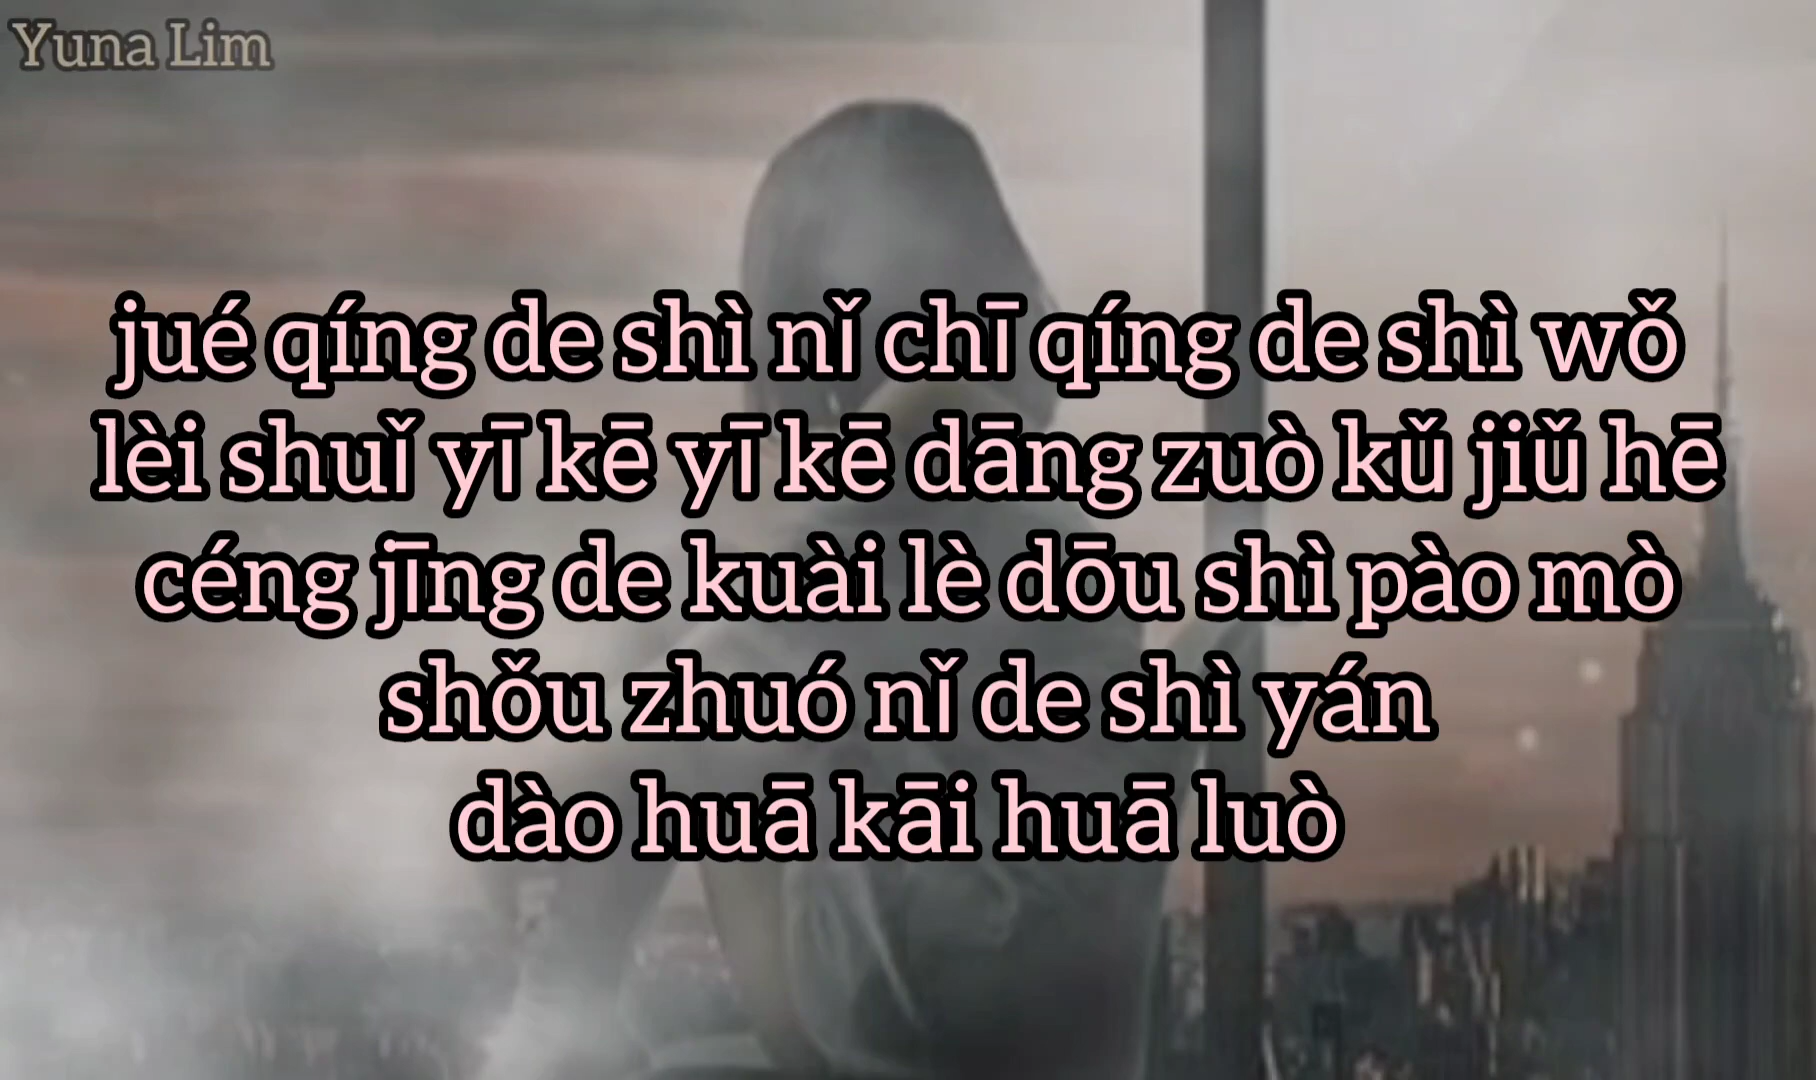 Yuna Lim
jué qíng de shì nǐ chī qíng de shì wǒ
lèi shuǐ yī kē yī kē dāng zuò kǔ jiǔ hē
céng jīng de kuài lè dōu shì pào mò
shǒu zhuó nǐ de shì yán
dào huā kāi huā luò